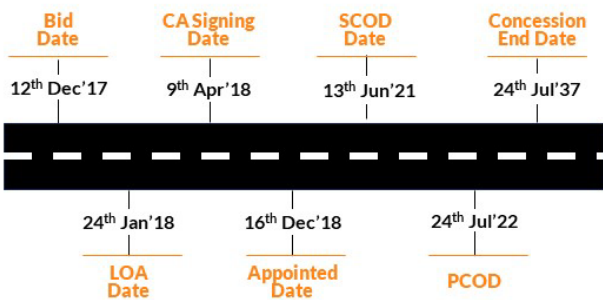 Bid
Date
12th Dec'17
CA Signing
Date
9th Apr'18
SCOD
Date
13th Jun'21
Concession
End Date
24th Jul'37
24th Jan'18
LOA
Date
16th Dec'18
Appointed
Date
24th Jul'22
PCOD